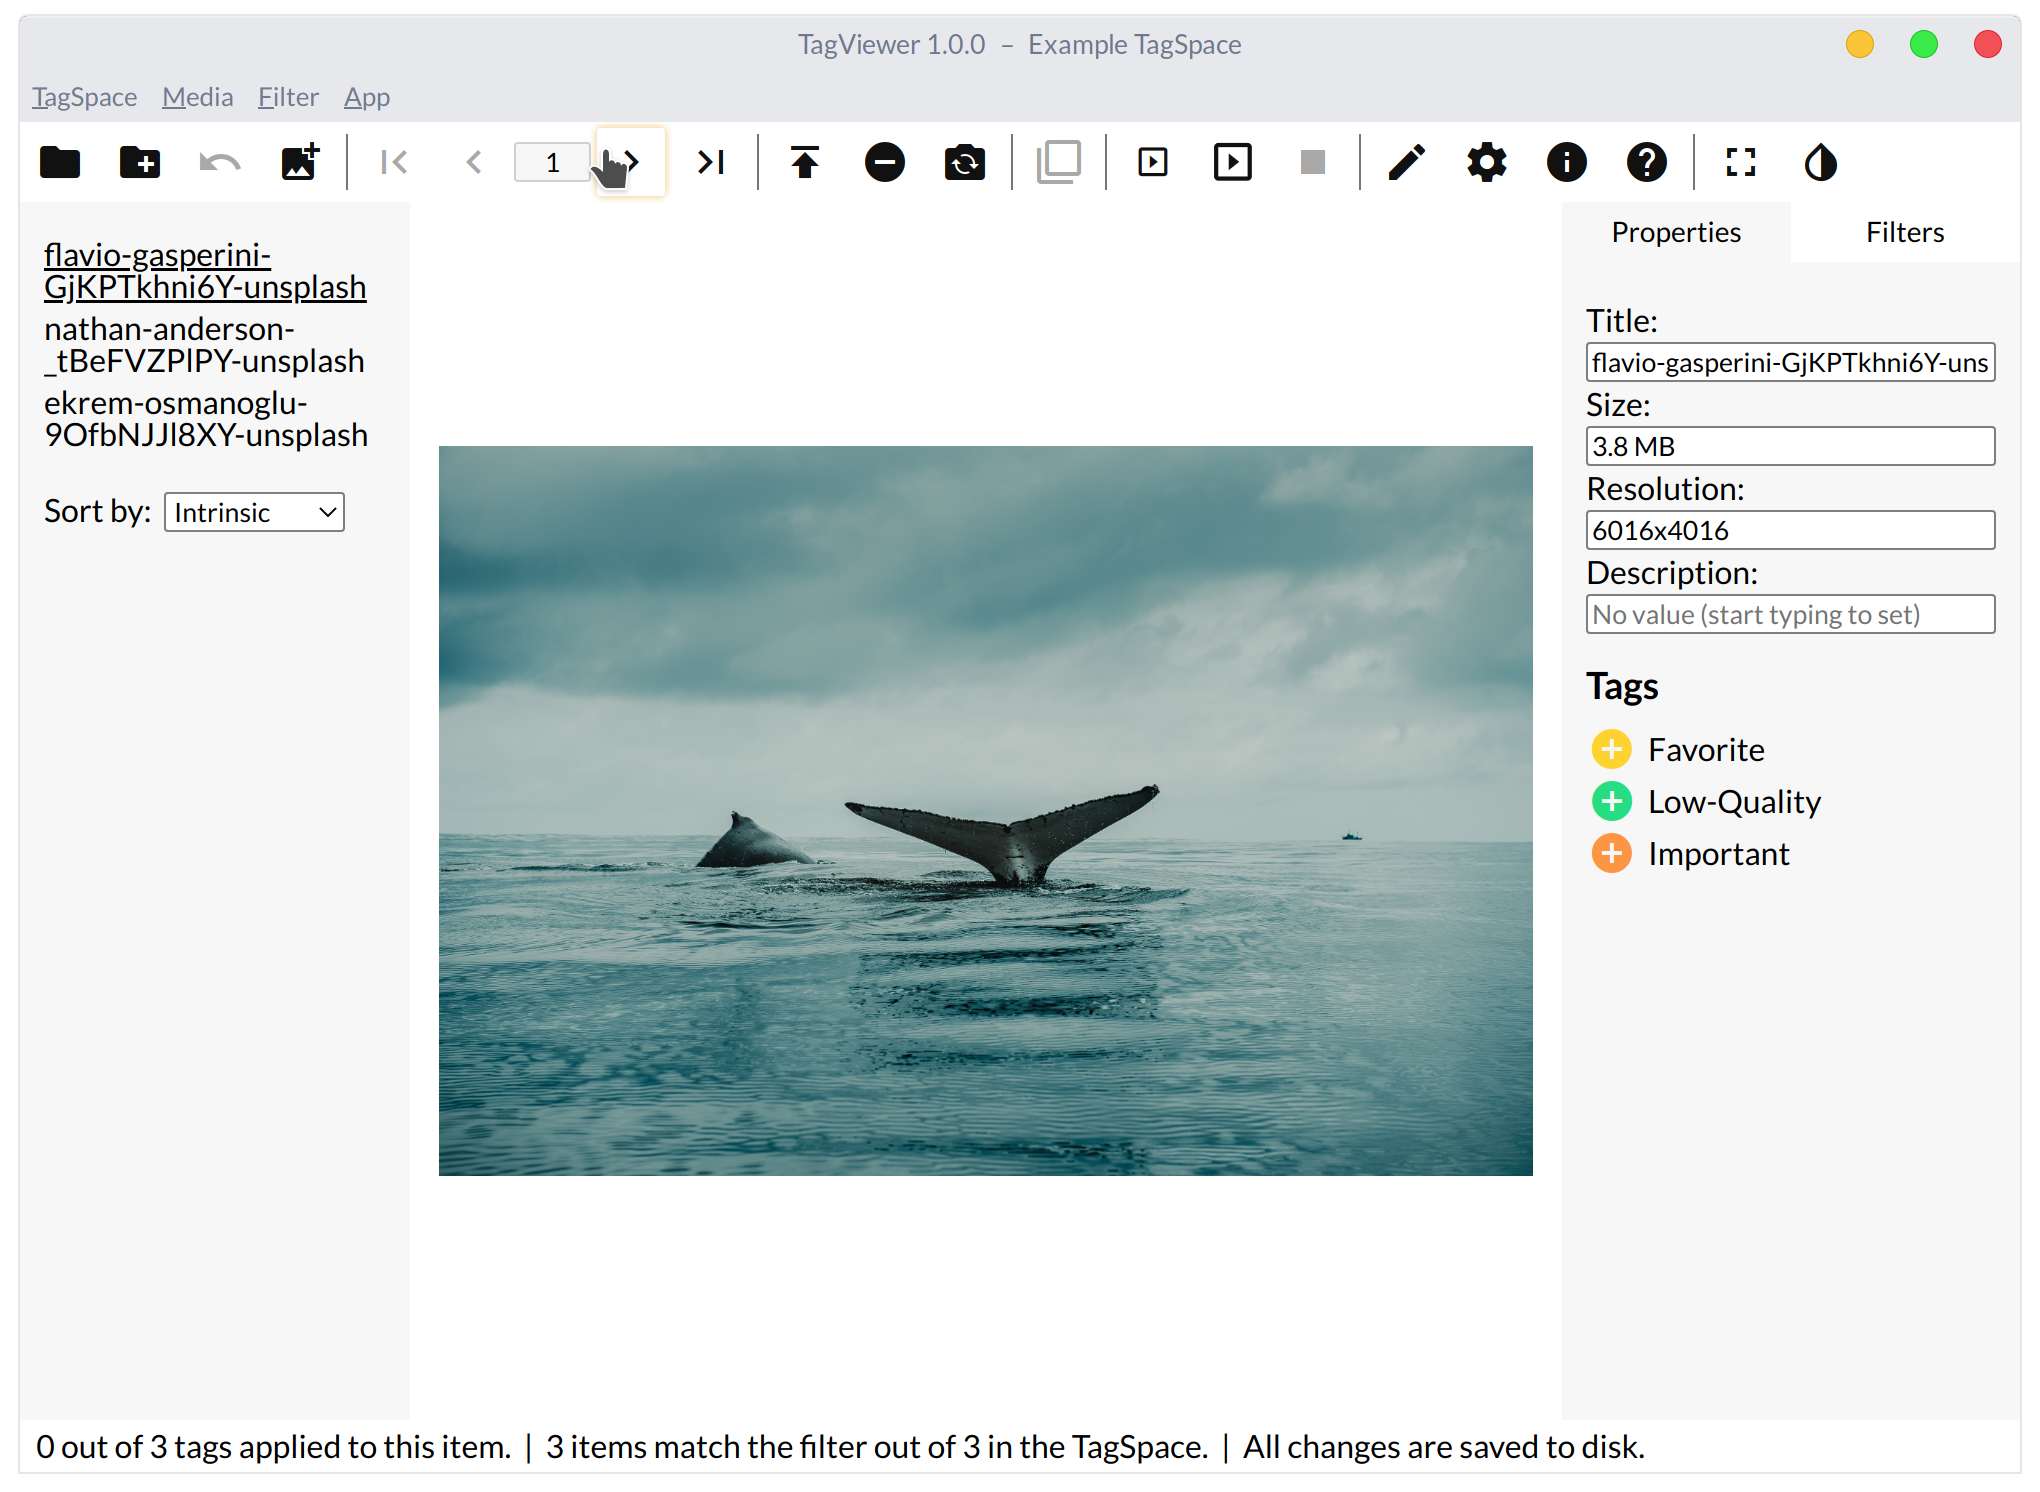 TagViewer 1.0.0 – Example TagSpace
TagSpace Media Filter App
1
flavio-gasperini-
GjKPTkhni6Y-unsplash
nathan-anderson-
_tBeFVZPlPY-unsplash
ekrem-osmanoglu-
9OfbNJJl8XY-unsplash
Sort by: Intrinsic
Properties Filters
Title:
flavio-gasperini-GjKPTkhni6Y-uns
Size:
3.8 MB
Resolution:
6016x4016
Description:
No value (start typing to set)
Tags
Favorite
Low-Quality
Important
0 out of 3 tags applied to this item. | 3 items match the filter out of 3 in the TagSpace. | All changes are saved to disk.